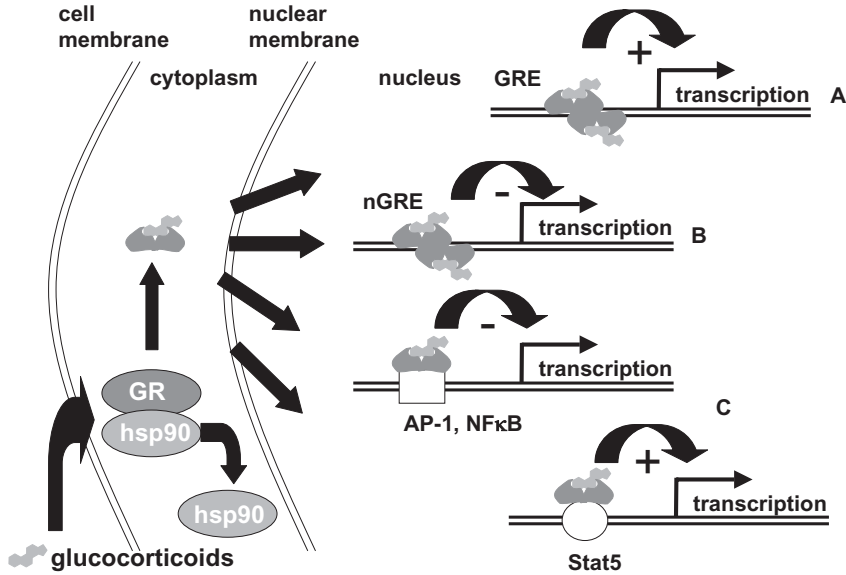 cell
membrane
nuclear
membrane
cytoplasm
nucleus
GRE
+
transcription
A
nGRE
-
transcription
B
-
transcription
AP-1, NFκB
C
GR
hsp90
hsp90
+
transcription
Stat5
glucocorticoids